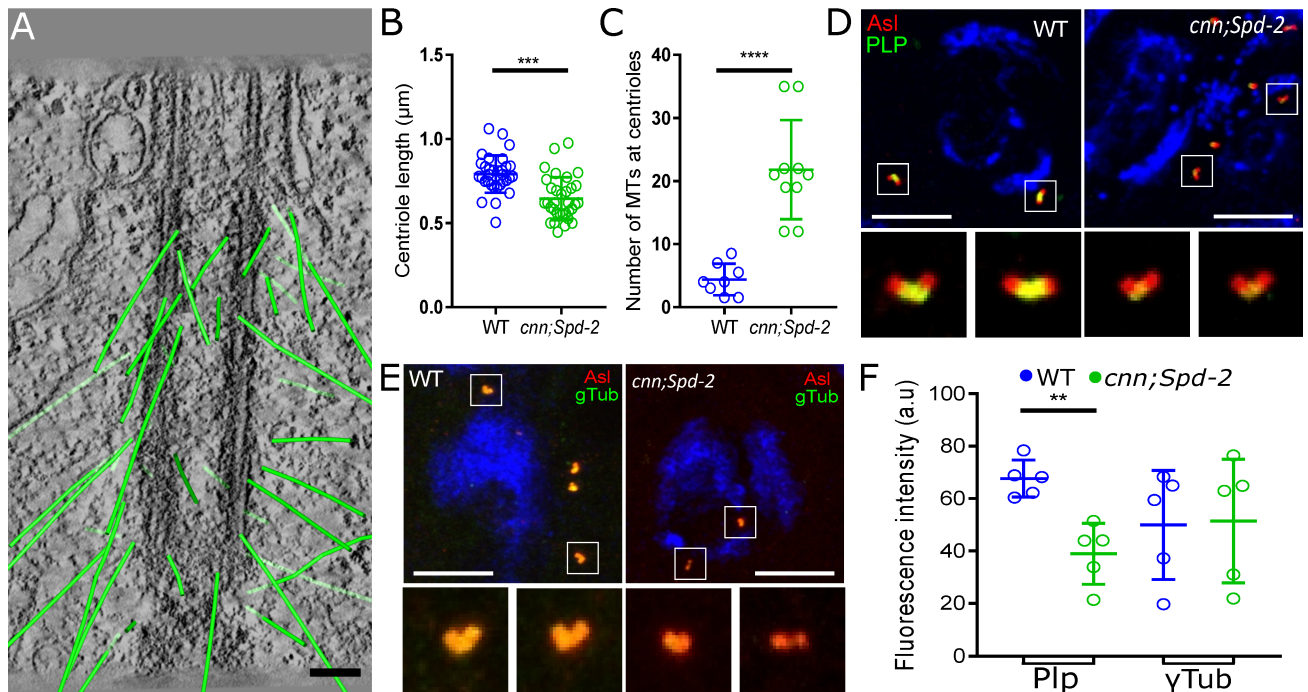 A
B
Centriole length (µm)
1.5
1.0
0.5
0.0
***
WT
cnn;Spd-2
C
Number of MTs at centrioles
40
30
20
10
0
****
WT
cnn;Spd-2
D
Asl
PLP
WT
cnn;Spd-2
E
WT
Asl
gTub
cnn;Spd-2
Asl
gTub
F
WT
cnn;Spd-2
Fluorescence intensity (a.u)
100
80
60
40
20
0
**
Plp
γTub